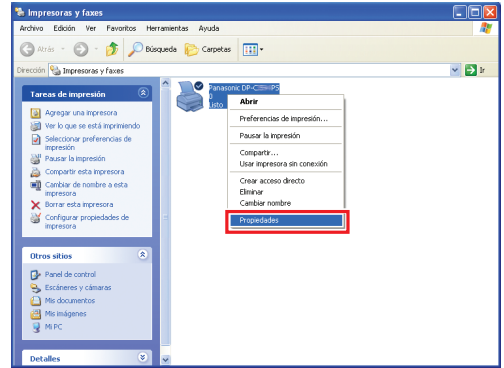 Impresoras y faxes
Archivo Edición Ver Favoritos Herramientas Ayuda
Atrás Búsqueda Carpetas
Dirección Impresoras y faxes Ir
Tareas de impresión
Agregar una impresora
Ver lo que se está imprimiendo
Seleccionar preferencias de
impresión
Pausar la impresión
Compartir esta impresora
Cambiar de nombre a esta
impresora
Borrar esta impresora
Configurar propiedades de
impresora
Otros sitios
Panel de control
Escáneres y cámaras
Mis documentos
Mis imágenes
Mi PC
Detalles
Panasonic DP-C
0
Listo
Abrir
Preferencias de impresión...
Pausar la impresión
Compartir...
Usar impresora sin conexión
Crear acceso directo
Eliminar
Cambiar nombre
Propiedades